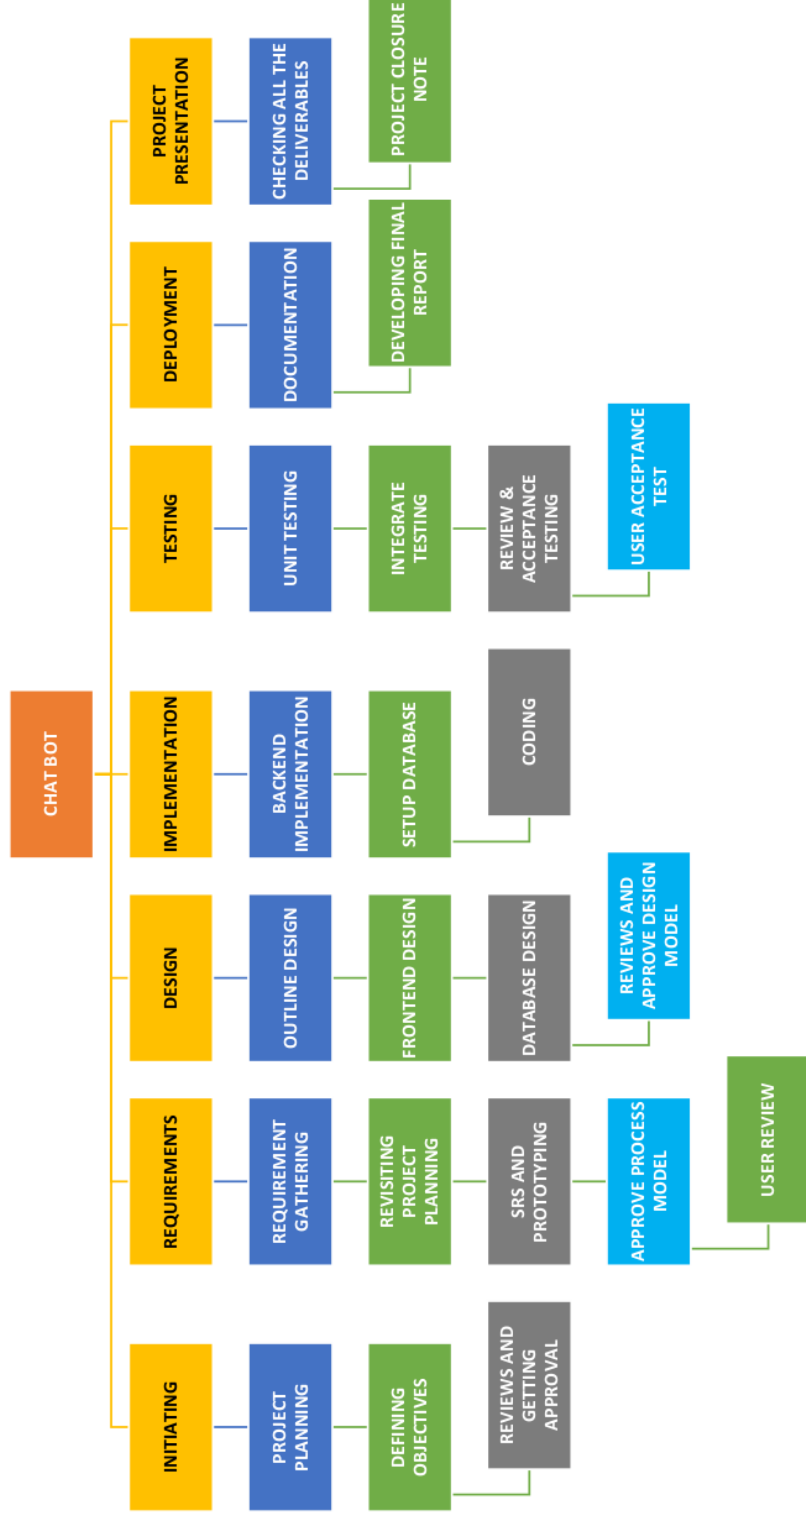 CHAT BOT
INITIATING
PROJECT
PLANNING
DEFINING
OBJECTIVES
REVIEWS AND
GETTING
APPROVAL
REQUIREMENTS
REQUIREMENT
GATHERING
REVISITING
PROJECT
PLANNING
SRS AND
PROTOTYPING
APPROVE PROCESS
MODEL
USER REVIEW
DESIGN
OUTLINE DESIGN
FRONTEND DESIGN
DATABASE DESIGN
REVIEWS AND
APPROVE DESIGN
MODEL
IMPLEMENTATION
BACKEND
IMPLEMENTATION
SETUP DATABASE
CODING
TESTING
UNIT TESTING
INTEGRATE
TESTING
REVIEW &
ACCEPTANCE
TESTING
USER ACCEPTANCE
TEST
DEPLOYMENT
DOCUMENTATION
DEVELOPING FINAL
REPORT
PROJECT
PRESENTATION
CHECKING ALL THE
DELIVERABLES
PROJECT CLOSURE
NOTE